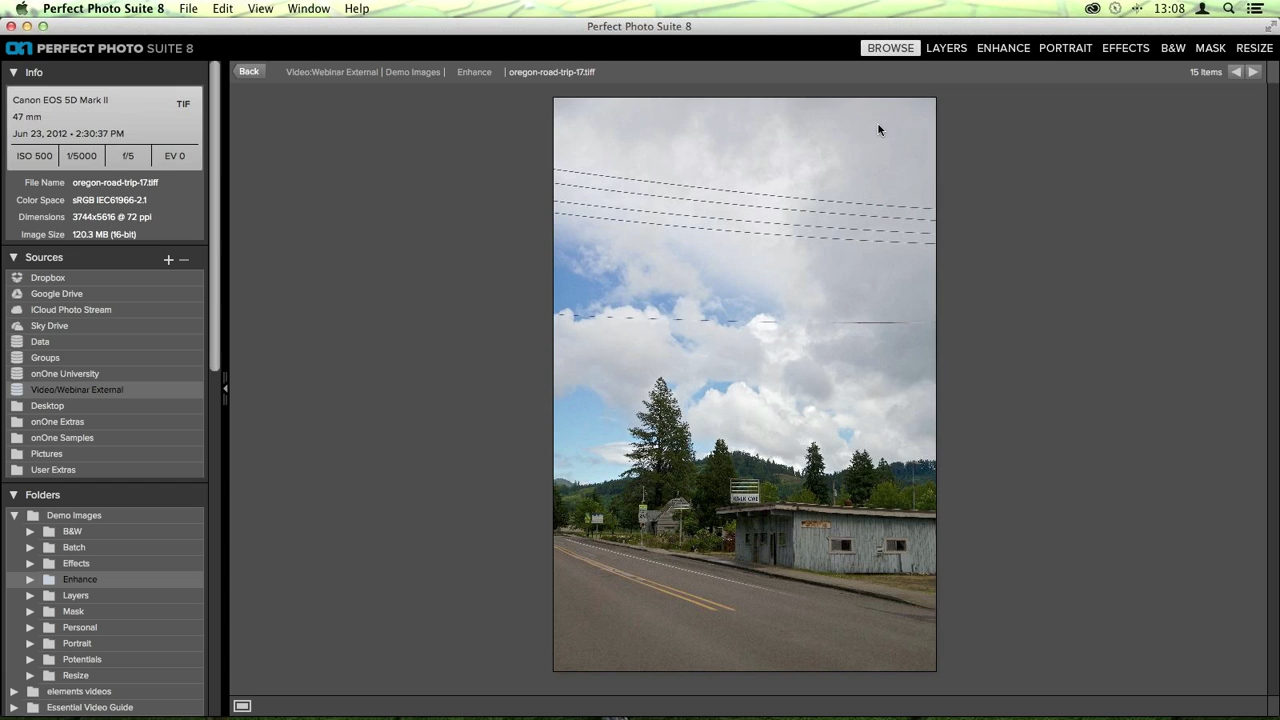 Perfect Photo Suite 8 File Edit View Window Help 13:08
Perfect Photo Suite 8
on PERFECT PHOTO SUITE 8 BROWSE LAYERS ENHANCE PORTRAIT EFFECTS B&W MASK RESIZE
Info
Back Video:Webinar External | Demo Images | Enhance | oregon-road-trip-17.tiff 15 Items
Canon EOS 5D Mark II TIF
47 mm
Jun 23, 2012 • 2:30:37 PM
ISO 500 1/5000 f/5 EV 0
File Name oregon-road-trip-17.tiff
Color Space sRGB IEC61966-2.1
Dimensions 3744x5616 @ 72 ppi
Image Size 120.3 MB (16-bit)
Sources
Dropbox
Google Drive
iCloud Photo Stream
Sky Drive
Data
Groups
onOne University
Video/Webinar External
Desktop
onOne Extras
onOne Samples
Pictures
User Extras
Folders
Demo Images
B&W
Batch
Effects
Enhance
Layers
Mask
Personal
Portrait
Potentials
Resize
elements videos
Essential Video Guide